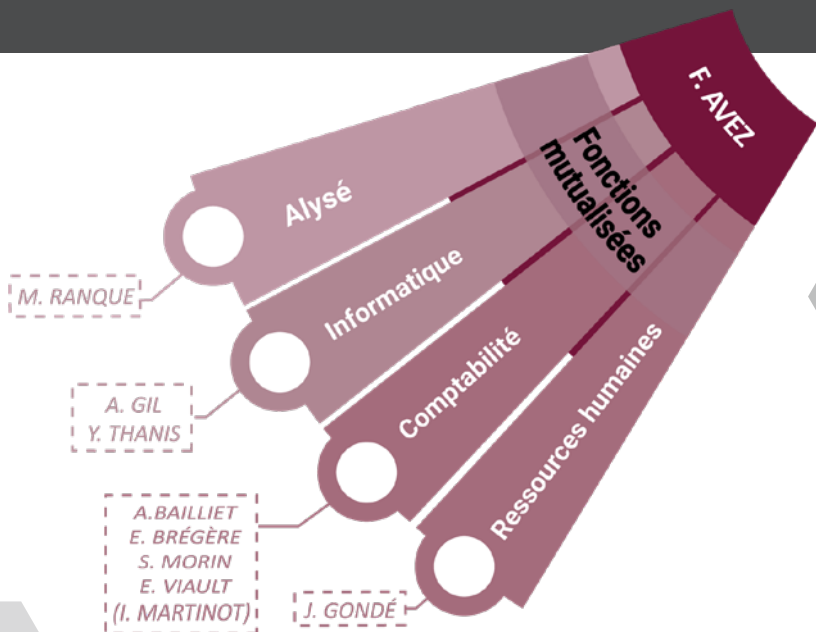 F. AVEZ
Fonctions
mutualisées
Alysé
M. RANQUE
Informatique
A. GIL
Y. THANIS
Comptabilité
A.BAILLIET
E. BRÉGÈRE
S. MORIN
E. VIAULT
(I. MARTINOT)
Ressources humaines
J. GONDÉ